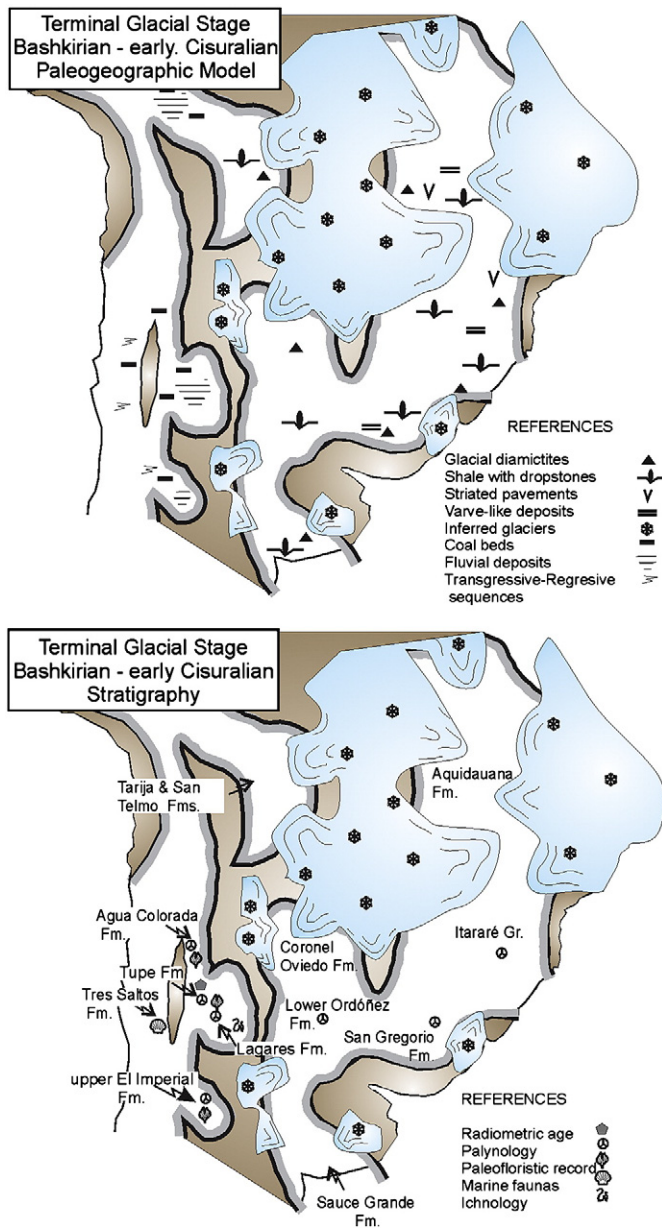 Terminal Glacial Stage
Bashkirian - early. Cisuralian
Paleogeographic Model
REFERENCES
Glacial diamictites
Shale with dropstones
Striated pavements
Varve-like deposits
Inferred glaciers
Coal beds
Fluvial deposits
Transgressive-Regresive
sequences
Terminal Glacial Stage
Bashkirian - early Cisuralian
Stratigraphy
Tarija & San
Telmo Fms.
Aquidauana
Fm.
Agua Colorada
Fm.
Coronel
Oviedo Fm.
Itararé Gr.
Tupe Fm
Tres Saltos
Fm.
Lower Ordóñez
Fm.
San Gregorio
Fm.
Lagares Fm.
upper El Imperial
Fm.
Sauce Grande
Fm.
REFERENCES
Radiometric age
Palynology
Paleofloristic record
Marine faunas
Ichnology